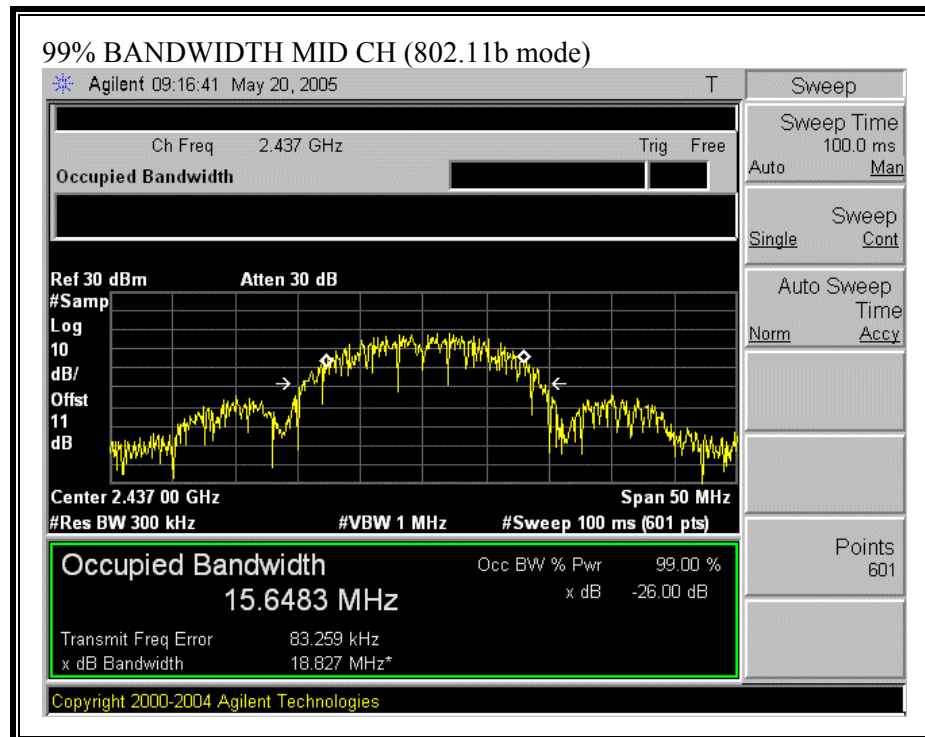 99% BANDWIDTH MID CH (802.11b mode)
Agilent 09:16:41 May 20, 2005 T
Sweep
Ch Freq 2.437 GHz Trig Free
Occupied Bandwidth
Sweep Time
100.0 ms
Auto Man
Sweep
Single Cont
Auto Sweep
Time
Norm Accy
Points
601
Ref 30 dBm Atten 30 dB
#Samp
Log
10
dB/
Offst
11
dB
Center 2.437 00 GHz Span 50 MHz
#Res BW 300 kHz #VBW 1 MHz #Sweep 100 ms (601 pts)
Occupied Bandwidth
15.6483 MHz
Occ BW % Pwr 99.00 %
x dB -26.00 dB
Transmit Freq Error 83.259 kHz
x dB Bandwidth 18.827 MHz*
Copyright 2000-2004 Agilent Technologies